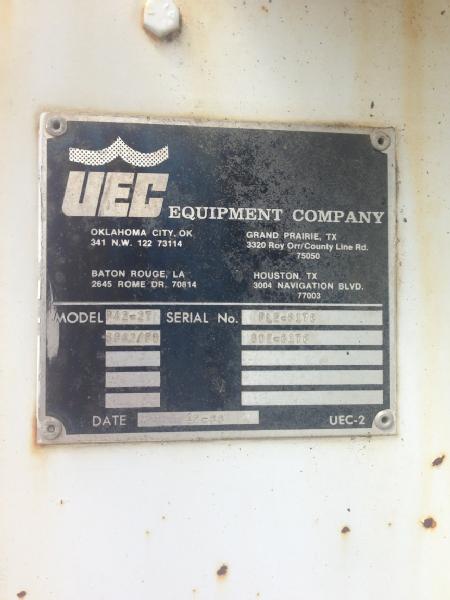 UEC EQUIPMENT COMPANY
OKLAHOMA CITY, OK
341 N.W. 122 73114
GRAND PRAIRIE, TX
3320 Roy Orr/County Line Rd.
75050
BATON ROUGE, LA
2645 ROME DR. 70814
HOUSTON, TX
3004 NAVIGATION BLVD.
77003
MODEL SERIAL No.
DATE UEC-2